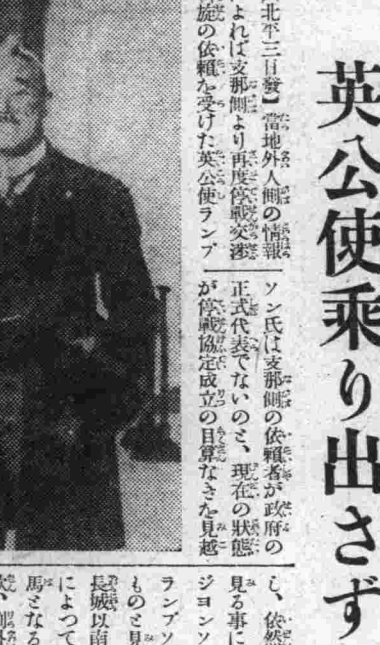 英公使乗り出さず
北平三日發】當地外人側の情報
よれば支那側より再度停戰交渉
旋の依頼を受けた英公使ランプ
ソン氏は支那側の依頼者が政府の
正式代表でないのと、現在の狀態
が停戰協定成立の目算なきを見越
し、依然
見る事に
ジヨンソ
ランプソ
ものと見
長城以南
によつて
馬となる